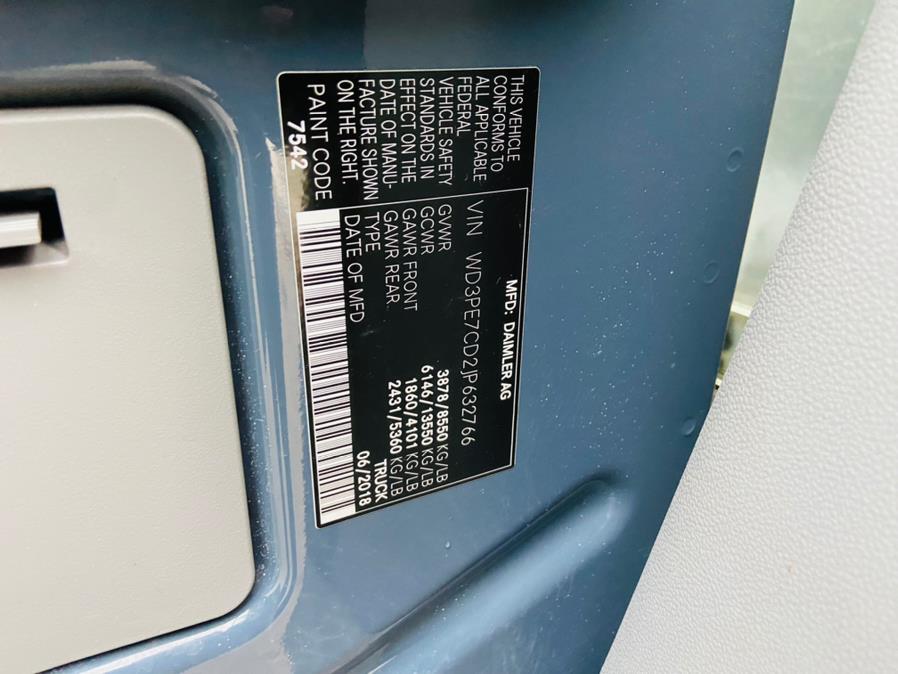 THIS VEHICLE
CONFORMS TO
ALL APPLICABLE
FEDERAL
VEHICLE SAFETY
STANDARDS IN
EFFECT ON THE
DATE OF MANU-
FACTURE SHOWN
ON THE RIGHT.
PAINT CODE
7542
MFD: DAIMLER AG
VIN WD3PE7CD2JP632766
GVWR 3878/8550 KG/LB
GCWR 6146/13550 KG/LB
GAWR FRONT 1860/4101 KG/LB
GAWR REAR 2431/5360 KG/LB
TYPE TRUCK
DATE OF MFD 06/2018